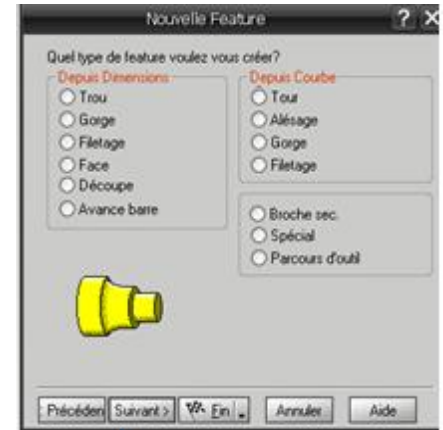 Nouvelle Feature
Quel type de feature voulez vous créer?
Depuis Dimensions
Trou
Gorge
Filetage
Face
Découpe
Avance barre
Depuis Courbe
Tour
Alésage
Gorge
Filetage
Broche sec.
Spécial
Parcours d'outil
Précéden Suivant > Fin Annuler Aide